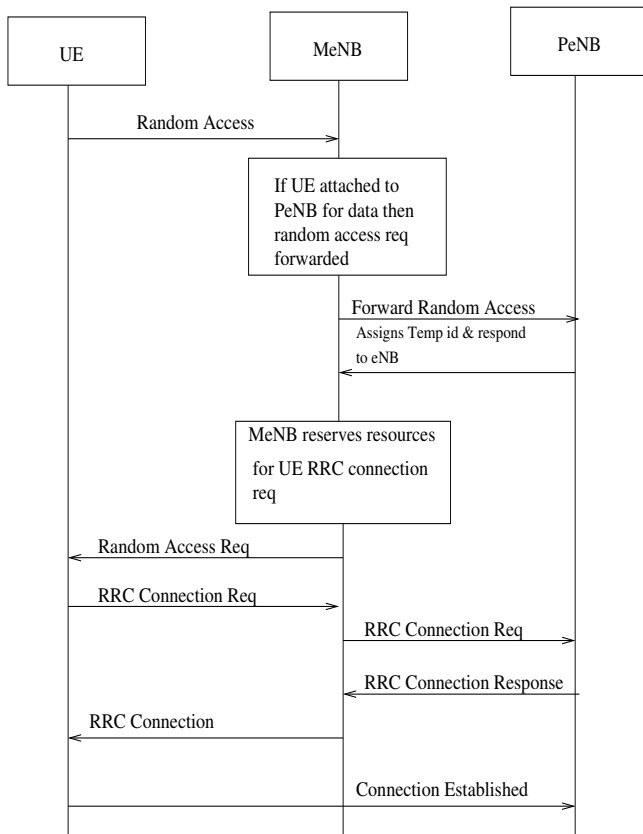 UE
MeNB
PeNB
Random Access
If UE attached to
PeNB for data then
random access req
forwarded
Forward Random Access
Assigns Temp id & respond
to eNB
MeNB reserves resources
for UE RRC connection
req
Random Access Req
RRC Connection Req
RRC Connection Req
RRC Connection Response
RRC Connection
Connection Established